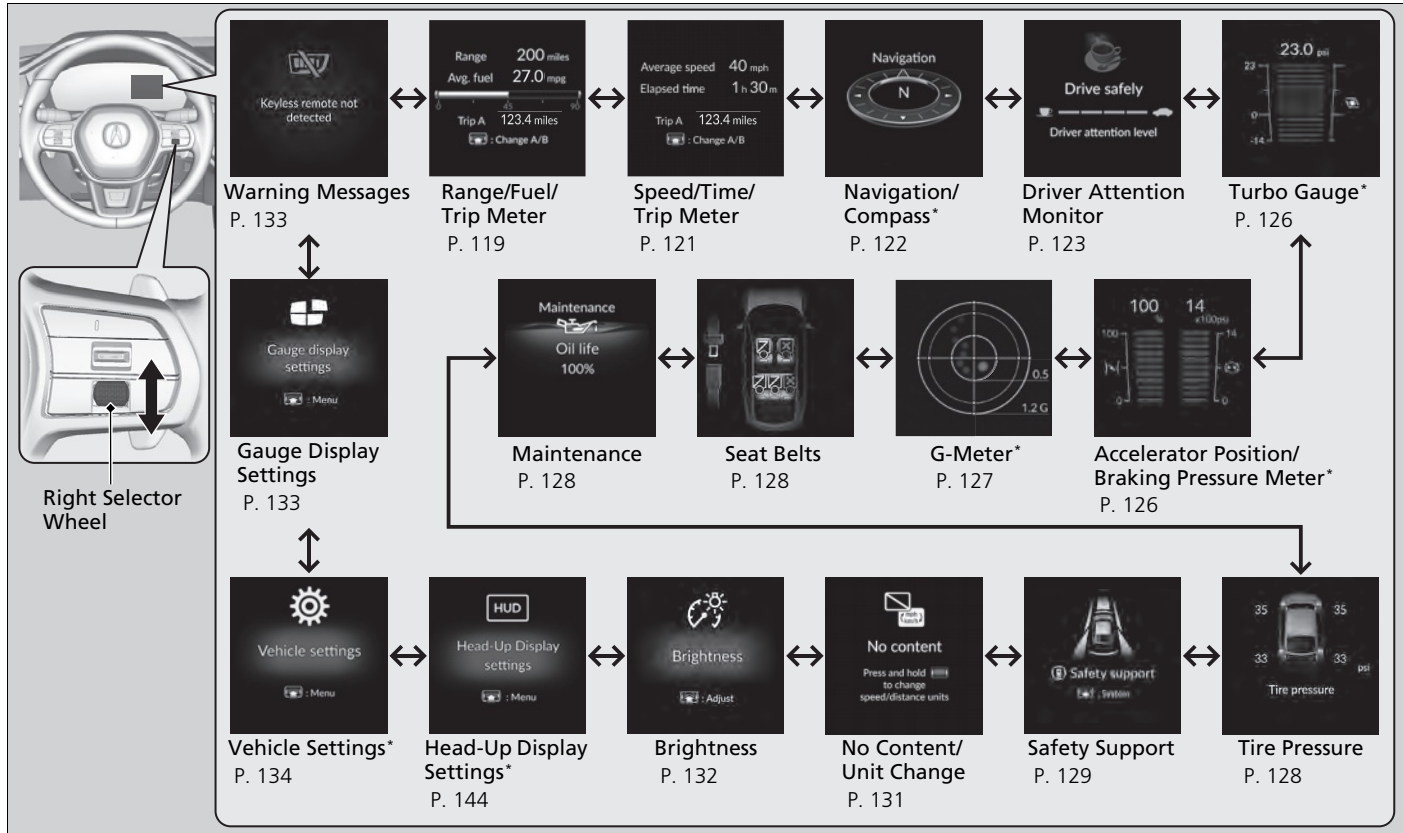 Keyless remote not
detected
Warning Messages
P. 133
Range 200 miles
Avg. fuel 27.0 mpg
0 45 90
Trip A 123.4 miles
: Change A/B
Range/Fuel/
Trip Meter
P. 119
Average speed 40 mph
Elapsed time 1 h 30 m
Trip A 123.4 miles
: Change A/B
Speed/Time/
Trip Meter
P. 121
Navigation
N
Navigation/
Compass*
P. 122
Drive safely
Driver attention level
Driver Attention
Monitor
P. 123
23.0 psi
23
0
-14
Turbo Gauge*
P. 126
Gauge display
settings
: Menu
Gauge Display
Settings
P. 133
Maintenance
Oil life
100%
Maintenance
P. 128
Seat Belts
P. 128
0.5
1.2 G
G-Meter*
P. 127
100 14
% x100psi
100 14
0 0
Accelerator Position/
Braking Pressure Meter*
P. 126
Right Selector
Wheel
Vehicle settings
: Menu
Vehicle Settings*
P. 134
HUD
Head-Up Display
settings
: Menu
Head-Up Display
Settings*
P. 144
Brightness
: Adjust
Brightness
P. 132
mph
km/h
No content
Press and hold
to change
speed/distance units
No Content/
Unit Change
P. 131
Safety support
: System
Safety Support
P. 129
35 35
33 33 psi
Tire pressure
Tire Pressure
P. 128